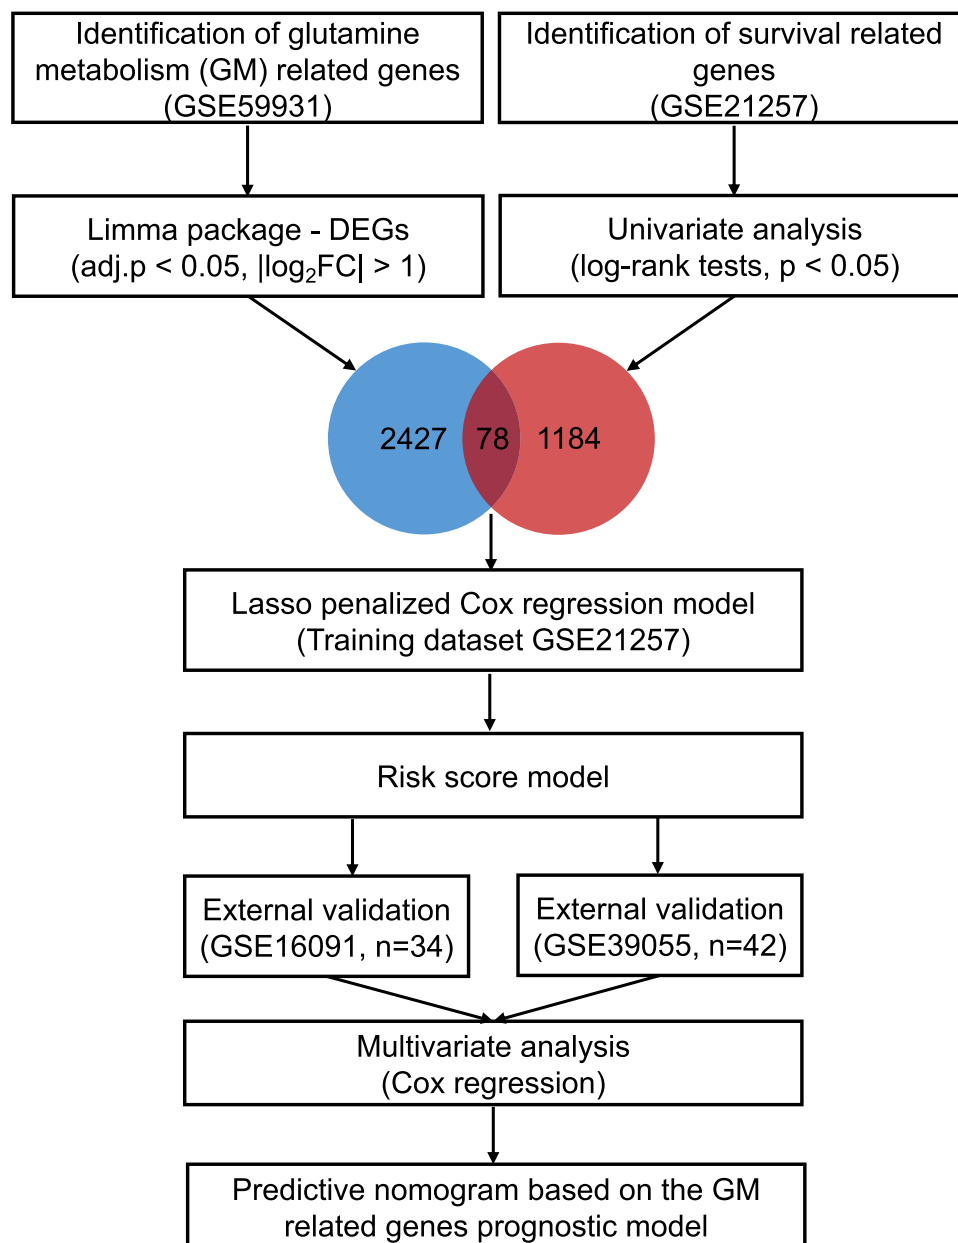 Identification of glutamine
metabolism (GM) related genes
(GSE59931)
Identification of survival related
genes
(GSE21257)
Limma package - DEGs
(adj.p < 0.05, |log₂FC| > 1)
Univariate analysis
(log-rank tests, p < 0.05)
2427 78 1184
Lasso penalized Cox regression model
(Training dataset GSE21257)
Risk score model
External validation
(GSE16091, n=34)
External validation
(GSE39055, n=42)
Multivariate analysis
(Cox regression)
Predictive nomogram based on the GM
related genes prognostic model